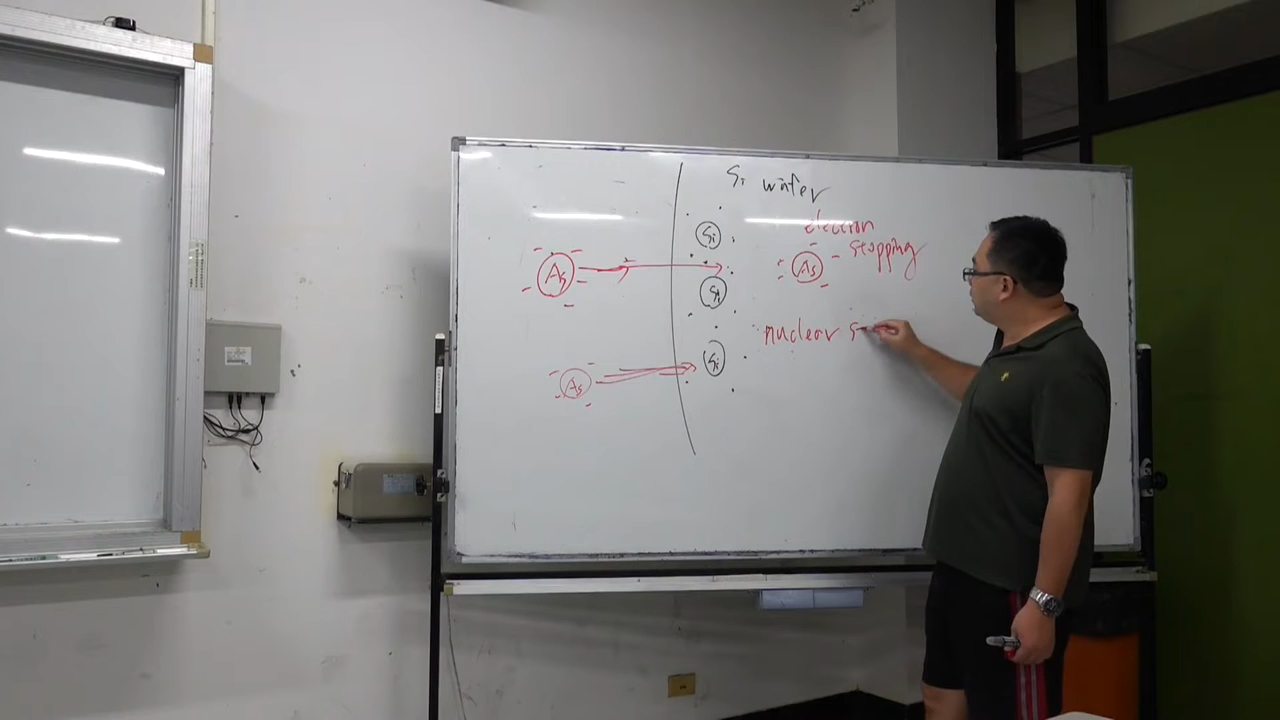 Si wafer
electron
stopping
As
Si
As
Si
nuclear s
Si
As